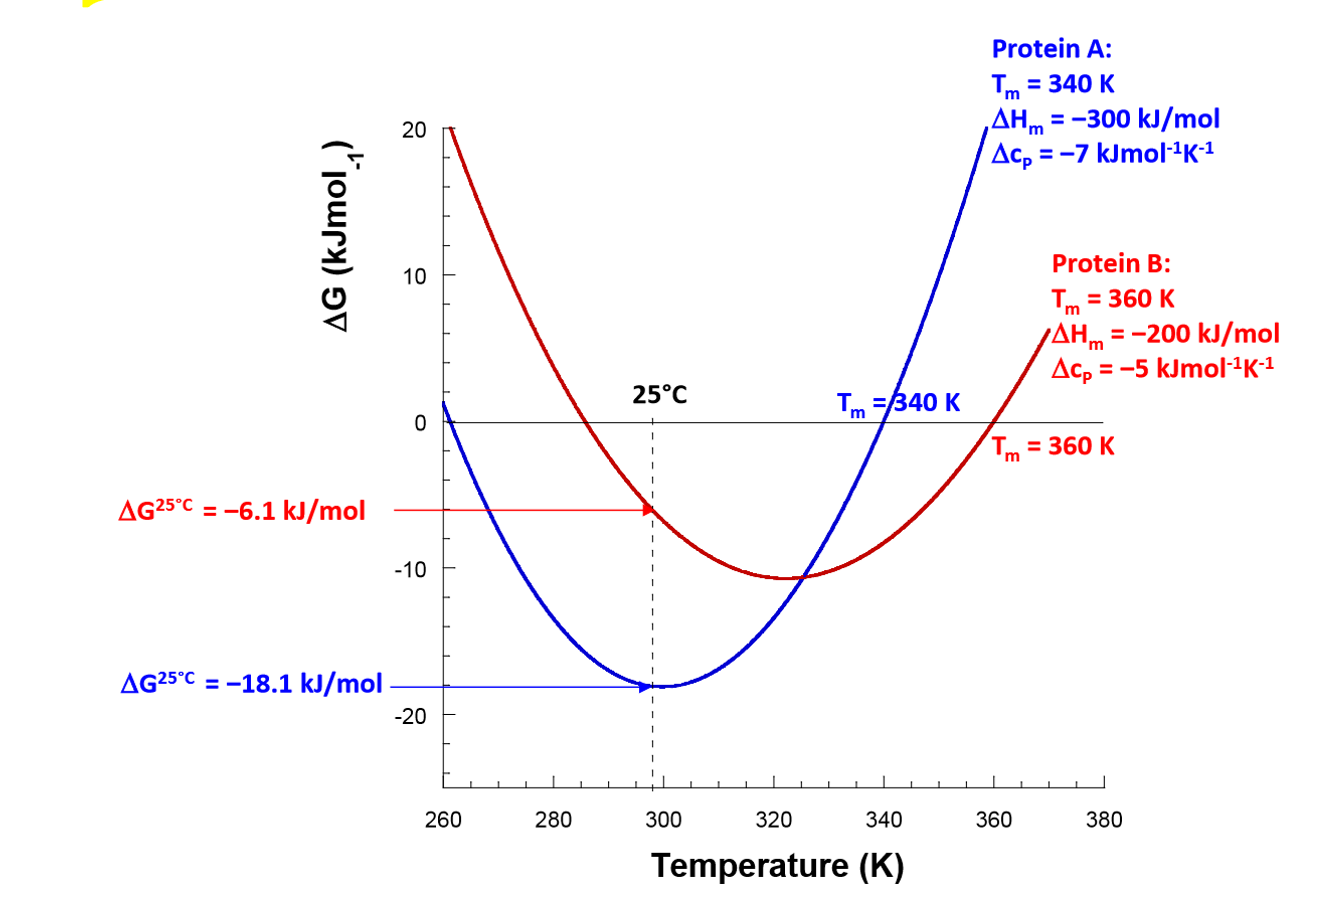 Protein A:
Tm = 340 K
ΔHm = –300 kJ/mol
Δcp = –7 kJmol-1K-1
20
ΔG (kJmol-1)
Protein B:
Tm = 360 K
ΔHm = –200 kJ/mol
Δcp = –5 kJmol-1K-1
10
25°C
Tm = 340 K
0
Tm = 360 K
ΔG25°C = –6.1 kJ/mol
-10
ΔG25°C = –18.1 kJ/mol
-20
260 280 300 320 340 360 380
Temperature (K)